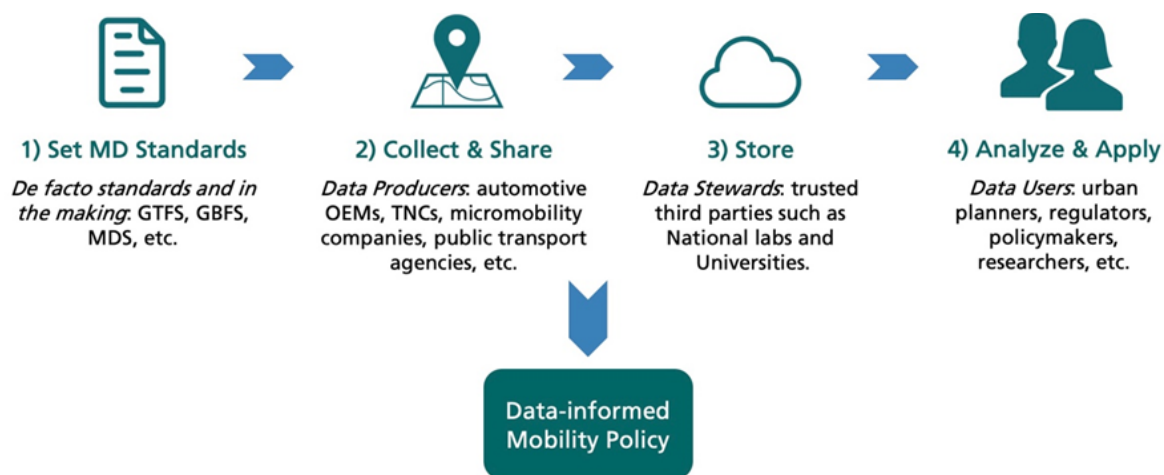 1) Set MD Standards
De facto standards and in
the making: GTFS, GBFS,
MDS, etc.
2) Collect & Share
Data Producers: automotive
OEMs, TNCs, micromobility
companies, public transport
agencies, etc.
3) Store
Data Stewards: trusted
third parties such as
National labs and
Universities.
4) Analyze & Apply
Data Users: urban
planners, regulators,
policymakers,
researchers, etc.
Data-informed
Mobility Policy